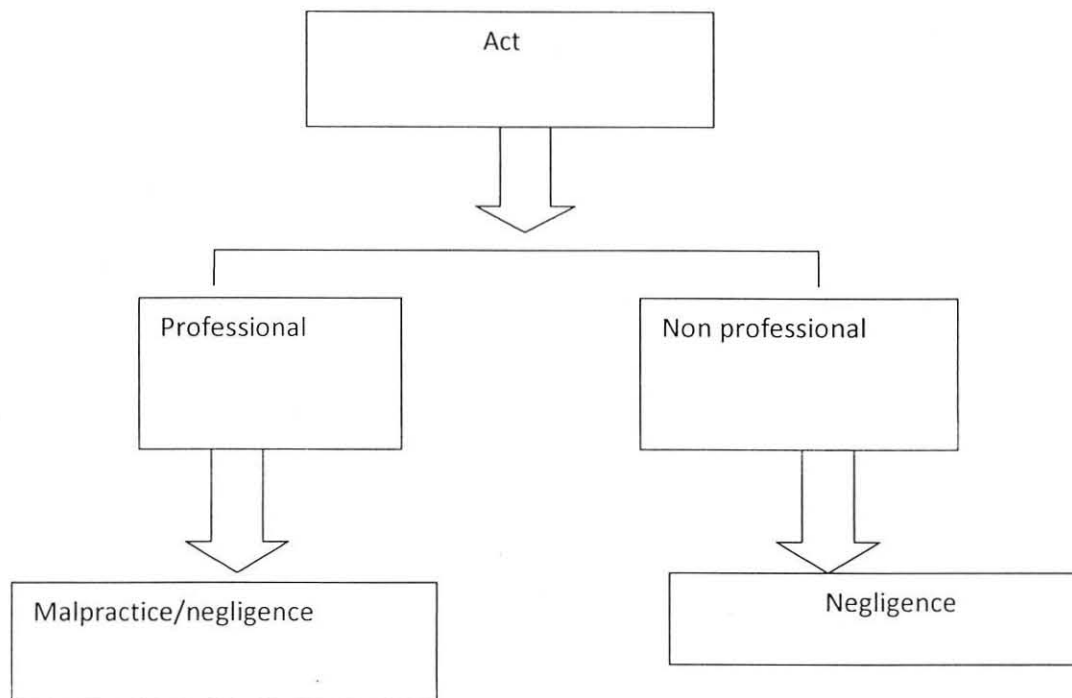 Act
Professional
Non professional
Malpractice/negligence
Negligence